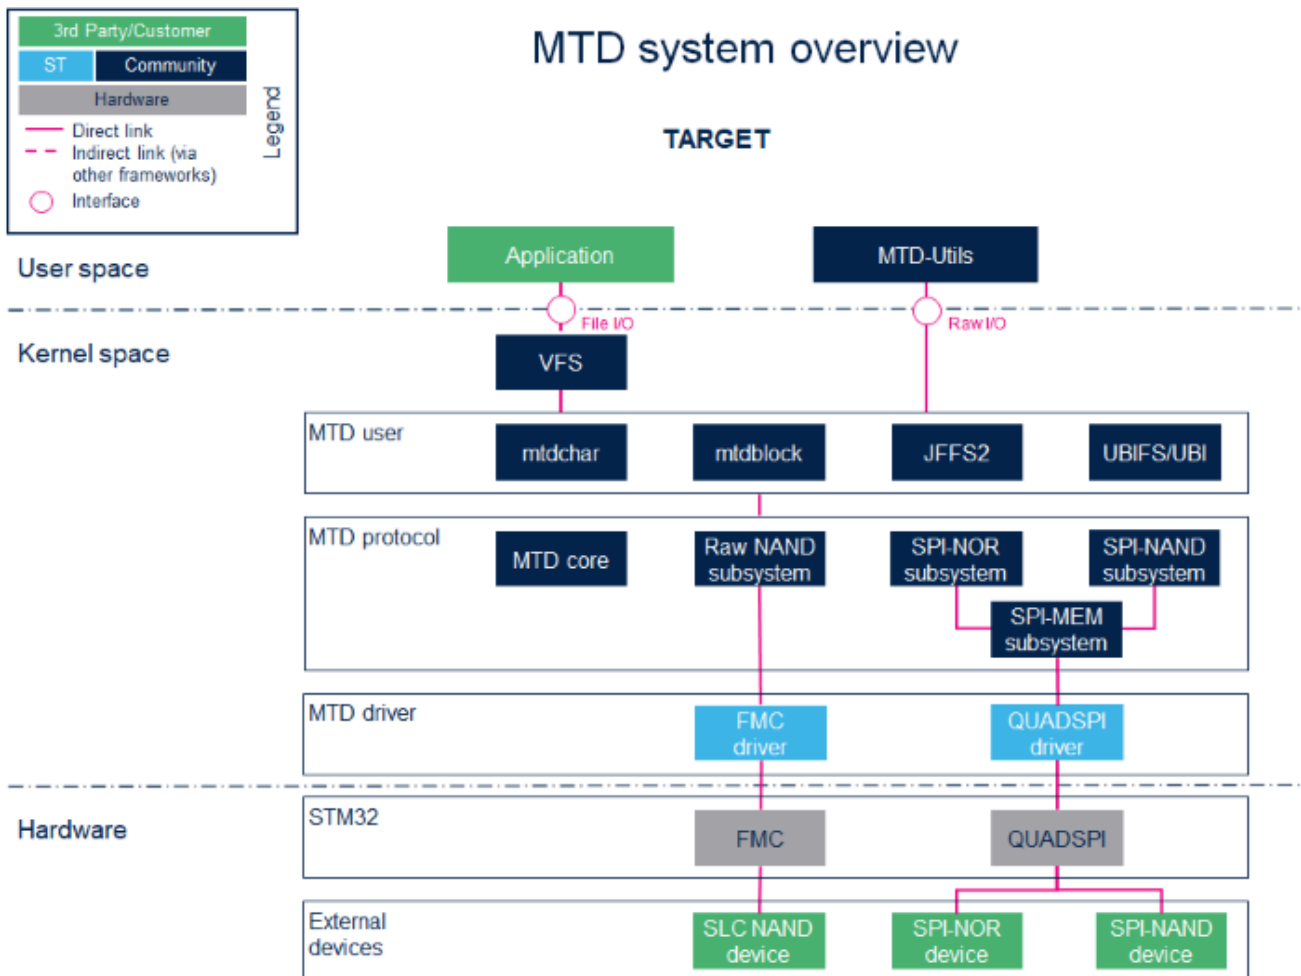 3rd Party/Customer
ST
Community
Hardware
Direct link
Indirect link (via
other frameworks)
Interface
Legend
MTD system overview
TARGET
User space
Application
MTD-Utils
File I/O
Raw I/O
Kernel space
VFS
MTD user
mtdchar
mtdblock
JFFS2
UBIFS/UBI
MTD protocol
MTD core
Raw NAND
subsystem
SPI-NOR
subsystem
SPI-NAND
subsystem
SPI-MEM
subsystem
MTD driver
FMC
driver
QUADSPI
driver
Hardware
STM32
FMC
QUADSPI
External
devices
SLC NAND
device
SPI-NOR
device
SPI-NAND
device